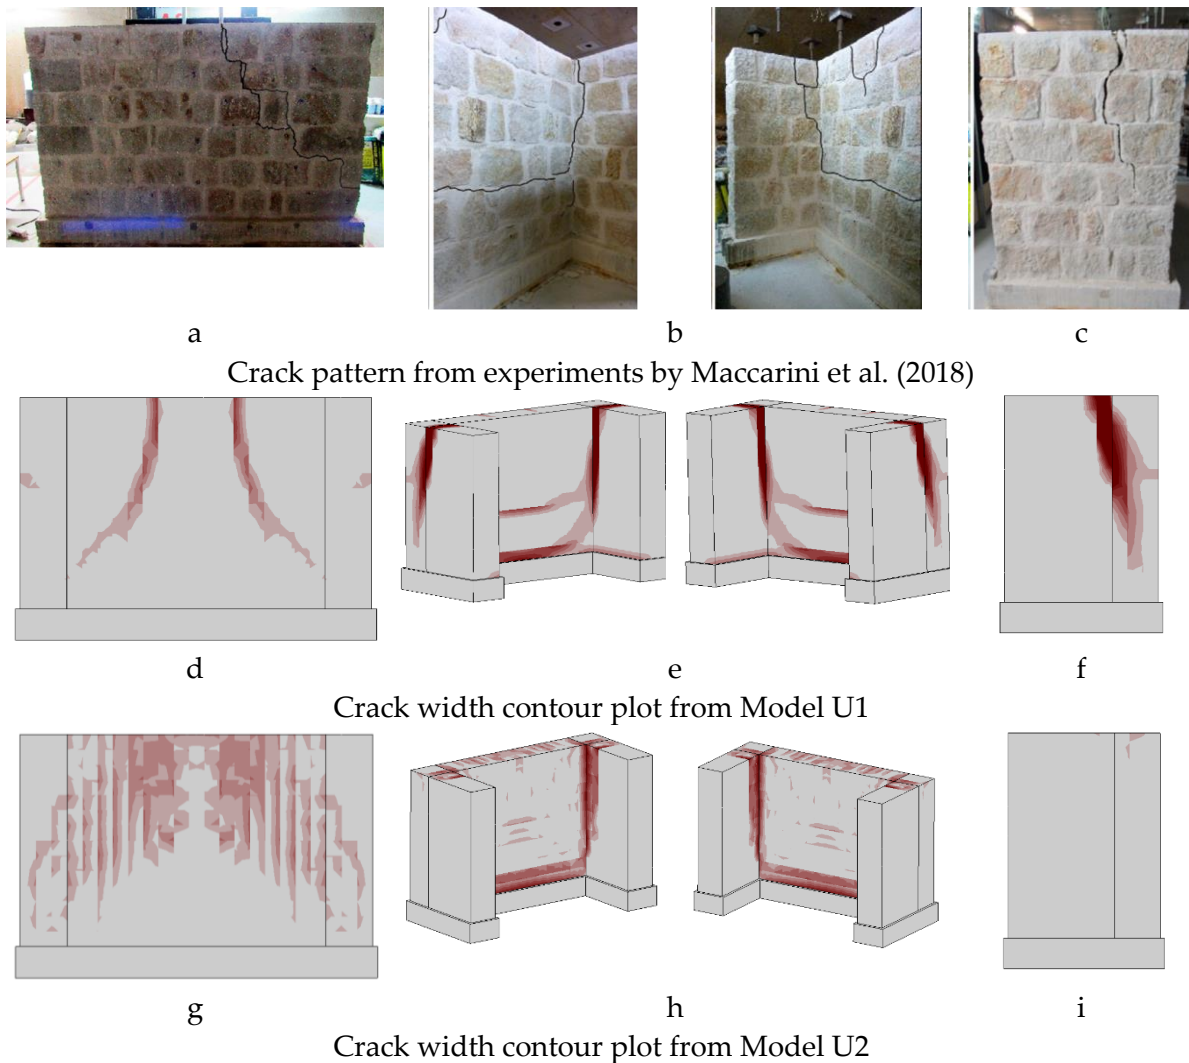 a
b
c
Crack pattern from experiments by Maccarini et al. (2018)
d
e
f
Crack width contour plot from Model U1
g
h
i
Crack width contour plot from Model U2